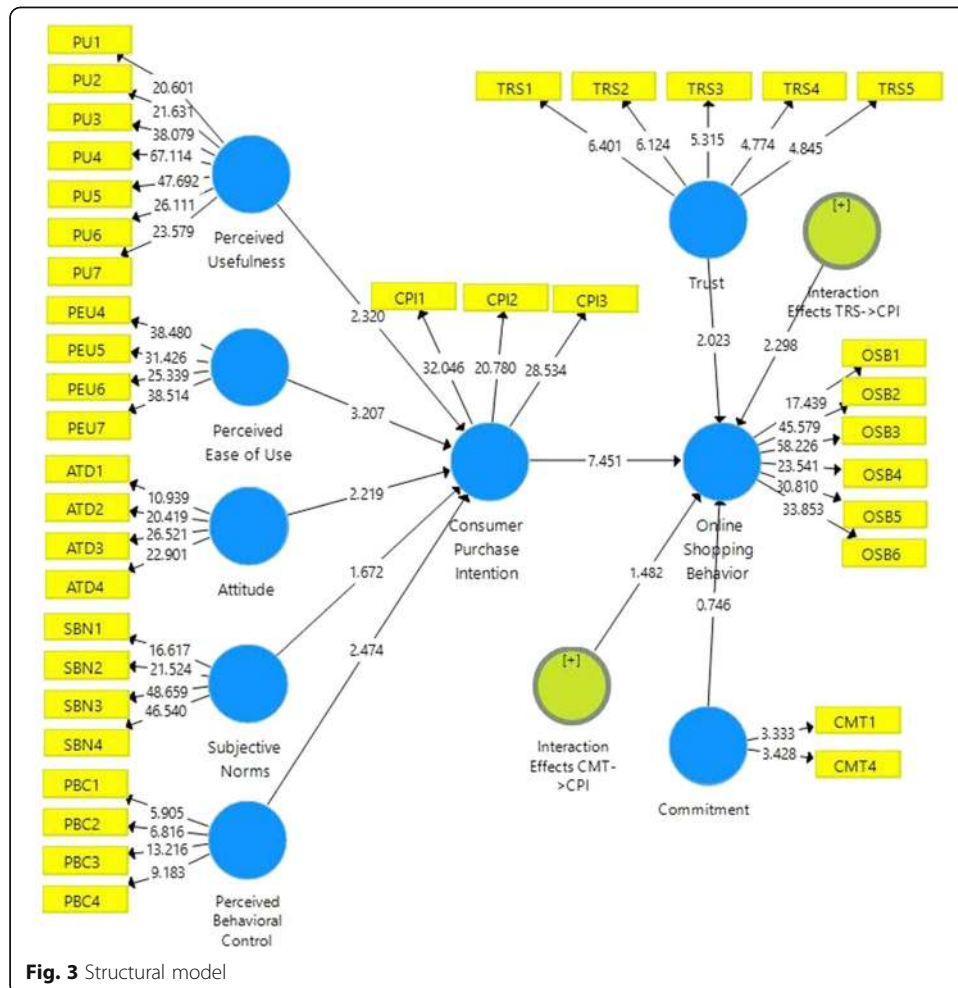 PU1
PU2
PU3
PU4
PU5
PU6
PU7
20.601
21.631
38.079
67.114
47.692
26.111
23.579
Perceived
Usefulness
PEU4
PEU5
PEU6
PEU7
38.480
31.426
25.339
38.514
Perceived
Ease of Use
ATD1
ATD2
ATD3
ATD4
10.939
20.419
26.521
22.901
Attitude
SBN1
SBN2
SBN3
SBN4
16.617
21.524
48.659
46.540
Subjective
Norms
PBC1
PBC2
PBC3
PBC4
5.905
6.816
13.216
9.183
Perceived
Behavioral
Control
2.320
3.207
2.219
1.672
2.474
CPI1
CPI2
CPI3
32.046
20.780
28.534
Consumer
Purchase
Intention
7.451
TRS1
TRS2
TRS3
TRS4
TRS5
6.401
6.124
5.315
4.774
4.845
Trust
2.023
[+]
Interaction
Effects TRS->CPI
2.298
OSB1
OSB2
OSB3
OSB4
OSB5
OSB6
17.439
45.579
58.226
23.541
30.810
33.853
Online
Shopping
Behavior
1.482
0.746
[+]
Interaction
Effects CMT-
>CPI
Commitment
3.333
3.428
CMT1
CMT4
Fig. 3 Structural model